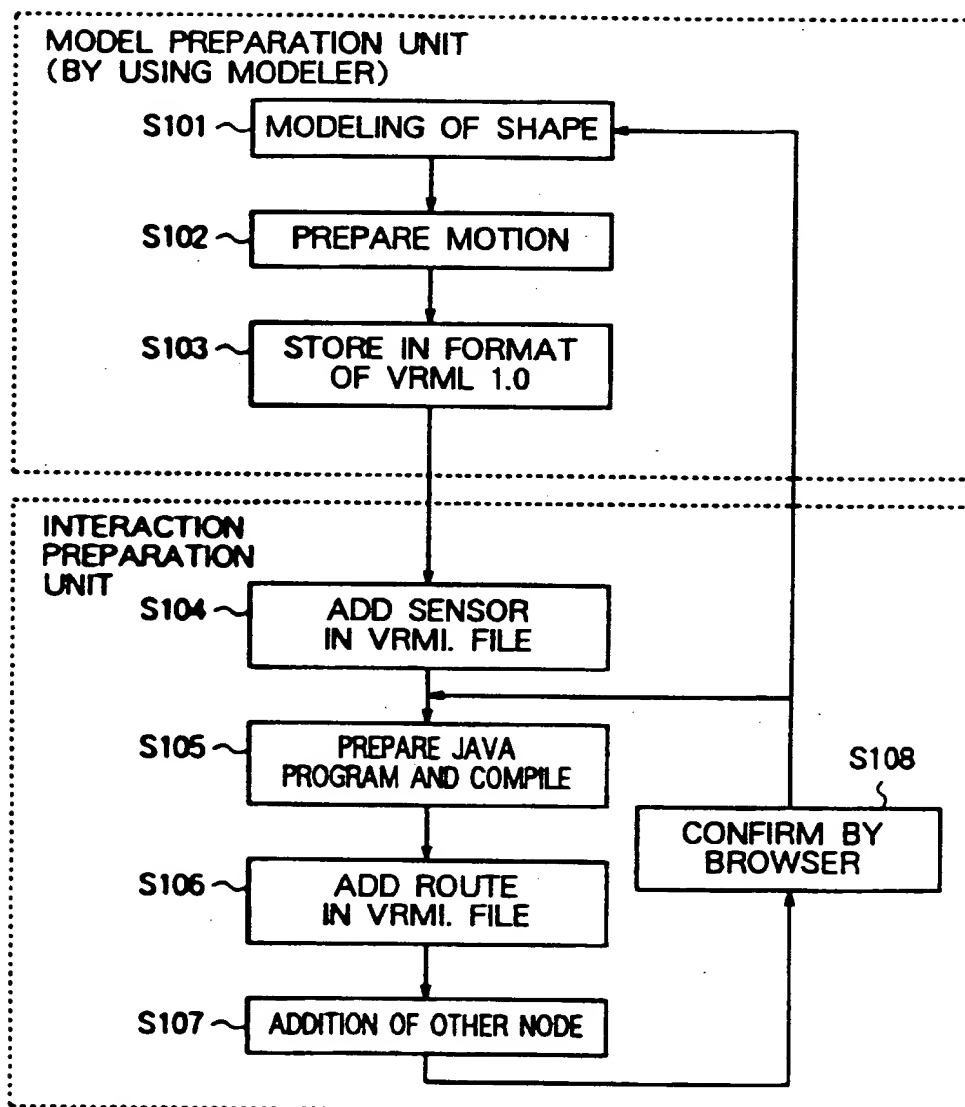 MODEL PREPARATION UNIT
(BY USING MODELER)
S101
MODELING OF SHAPE
S102
PREPARE MOTION
S103
STORE IN FORMAT
OF VRML 1.0
INTERACTION
PREPARATION
UNIT
S104
ADD SENSOR
IN VRMI. FILE
S105
PREPARE JAVA
PROGRAM AND COMPILE
S108
CONFIRM BY
BROWSER
S106
ADD ROUTE
IN VRMI. FILE
S107
ADDITION OF OTHER NODE